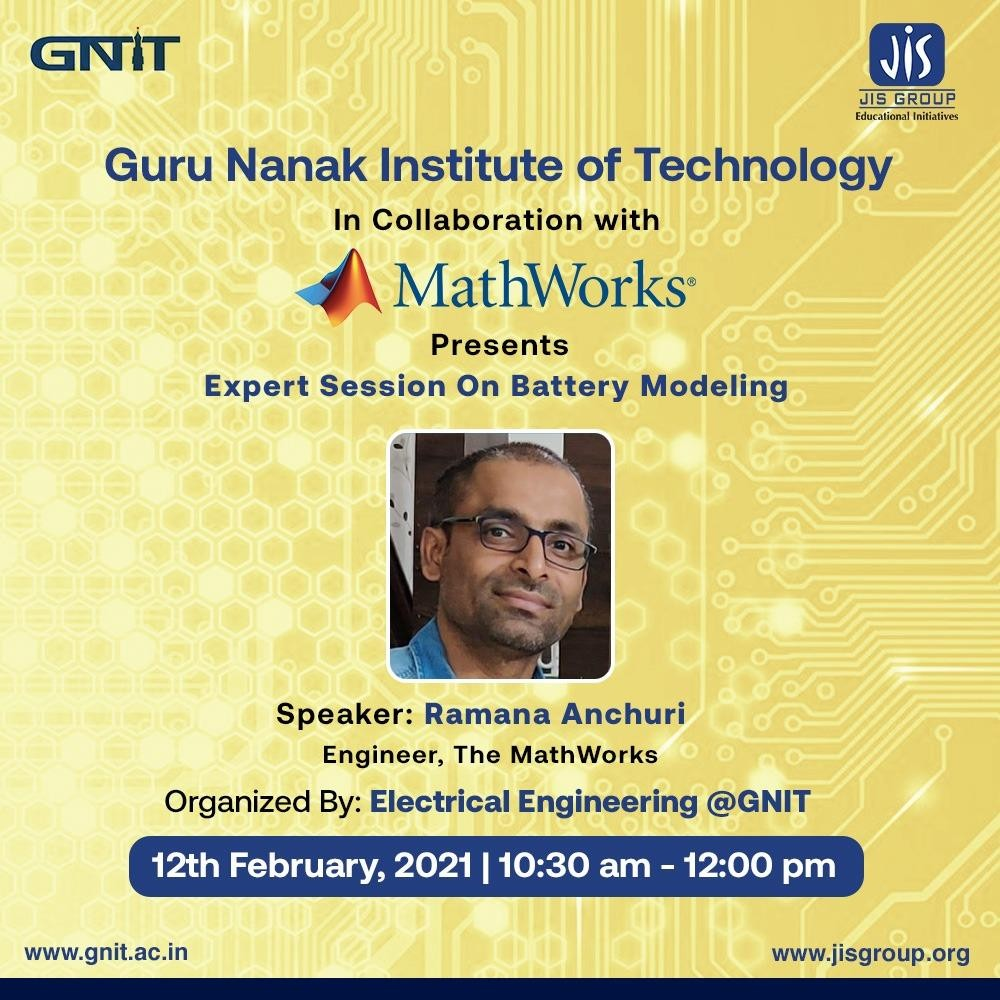 GNIT
JIS
JIS GROUP
Educational Initiatives
Guru Nanak Institute of Technology
In Collaboration with
MathWorks®
Presents
Expert Session On Battery Modeling
Speaker: Ramana Anchuri
Engineer, The MathWorks
Organized By: Electrical Engineering @GNIT
12th February, 2021 | 10:30 am - 12:00 pm
www.gnit.ac.in
www.jisgroup.org